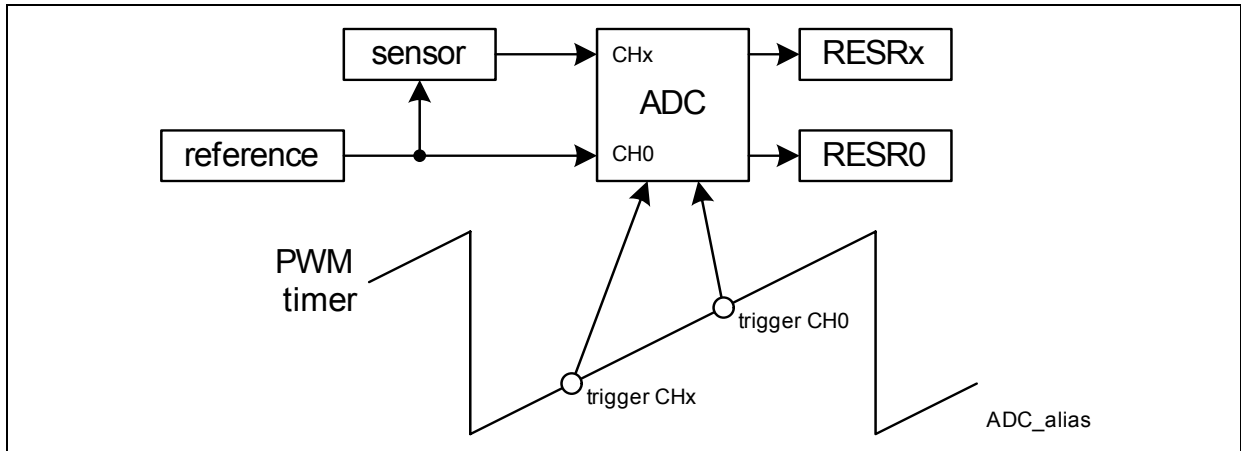 sensor
CHx
RESRx
ADC
reference
CH0
RESR0
PWM
timer
trigger CH0
trigger CHx
ADC_alias